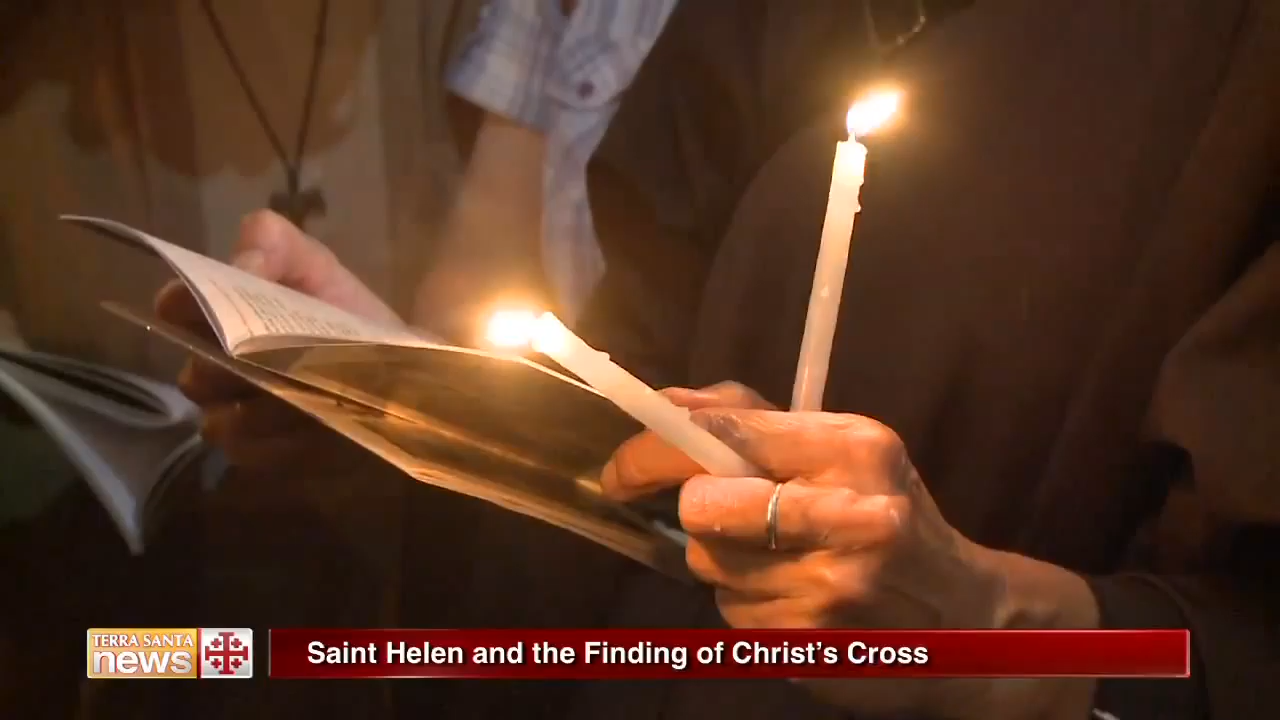 TERRA SANTA
news
Saint Helen and the Finding of Christ's Cross